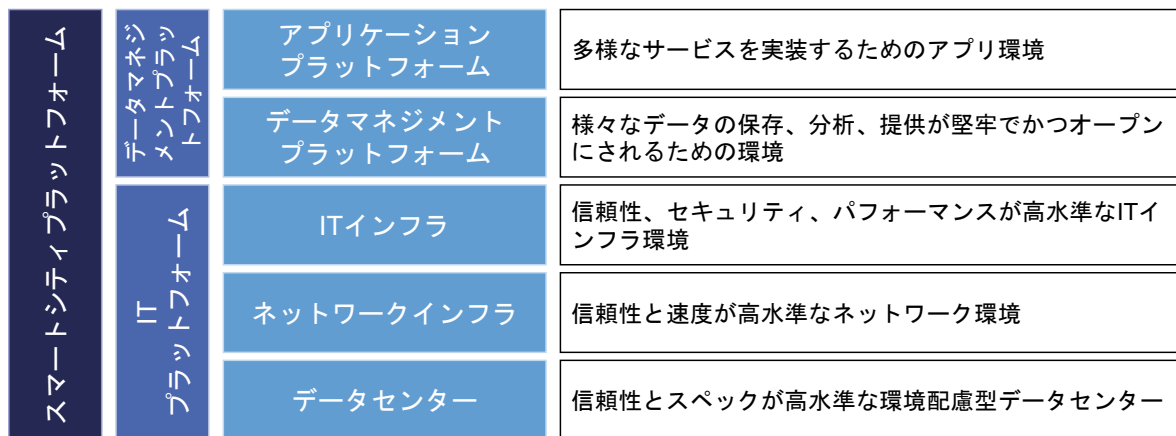 スマートシティプラットフォーム
データマネジ
メントプラッ
トフォーム
アプリケーション
プラットフォーム
多様なサービスを実装するためのアプリ環境
データマネジメント
プラットフォーム
様々なデータの保存、分析、提供が堅牢でかつオープン
にされるための環境
IT
プラットフォーム
ITインフラ
信頼性、セキュリティ、パフォーマンスが高水準なITイ
ンフラ環境
ネットワークインフラ
信頼性と速度が高水準なネットワーク環境
データセンター
信頼性とスペックが高水準な環境配慮型データセンター